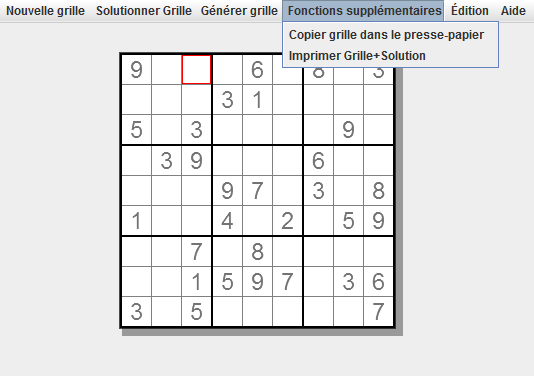 Nouvelle grille Solutionner Grille Générer grille Fonctions supplémentaires Édition Aide
Copier grille dans le presse-papier
Imprimer Grille+Solution
9 6 8 3
3 1
5 3 9
3 9 6
9 7 3 8
1 4 2 5 9
7 8
1 5 9 7 3 6
3 5 7